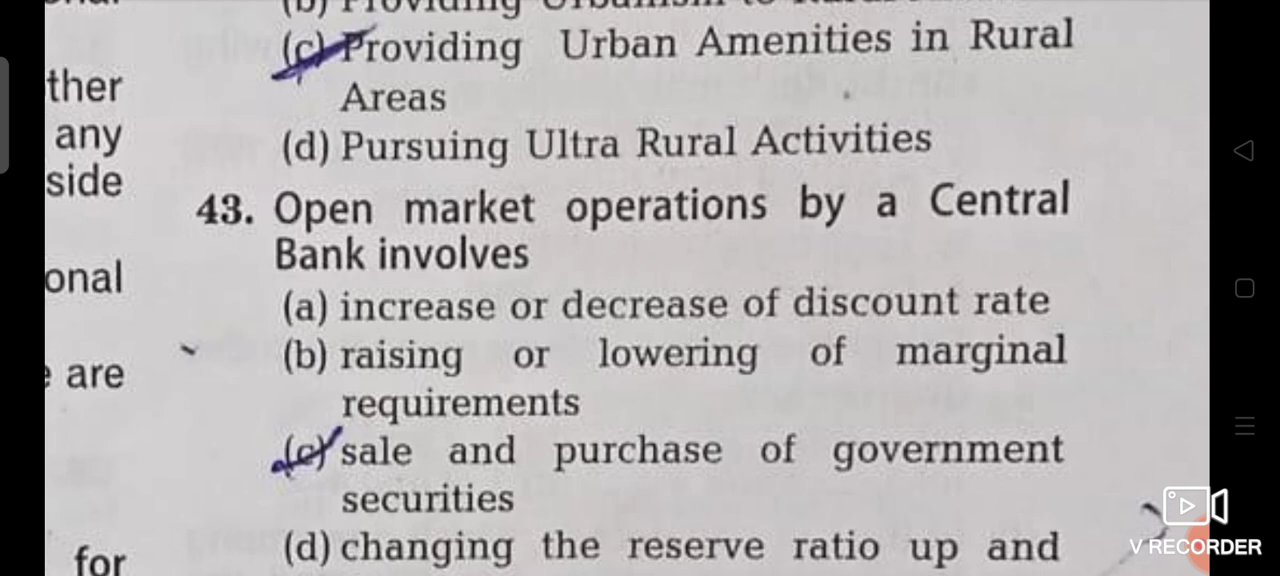 (c) Providing Urban Amenities in Rural
Areas
(d) Pursuing Ultra Rural Activities
43. Open market operations by a Central
Bank involves
(a) increase or decrease of discount rate
(b) raising or lowering of marginal
requirements
(c) sale and purchase of government
securities
(d) changing the reserve ratio up and
ther
any
side
onal
are
for
V RECORDER